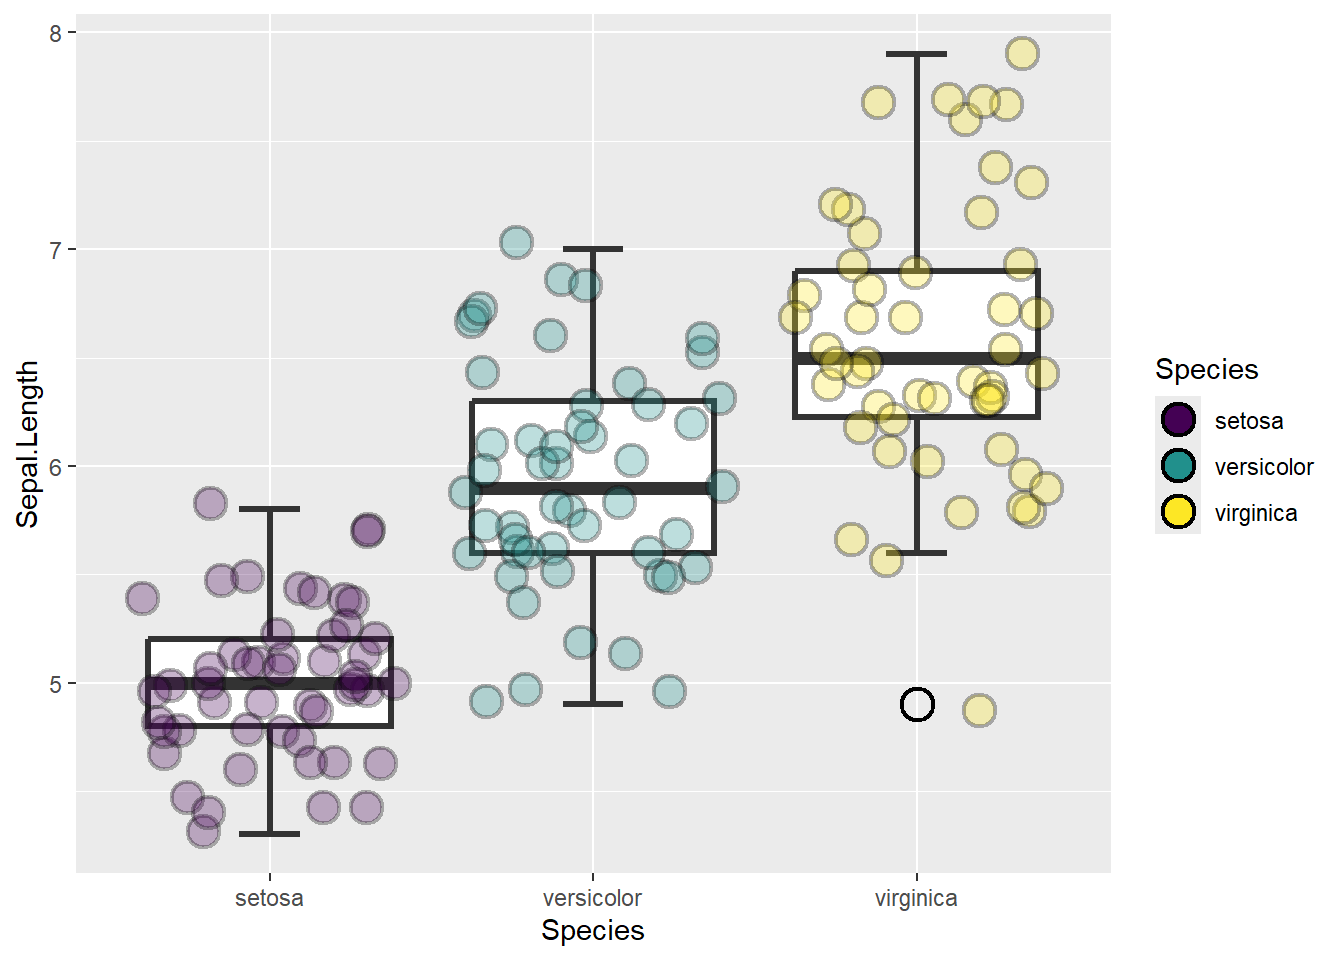 8
7
6
5
Sepal.Length
setosa
versicolor
virginica
Species
Species
setosa
versicolor
virginica